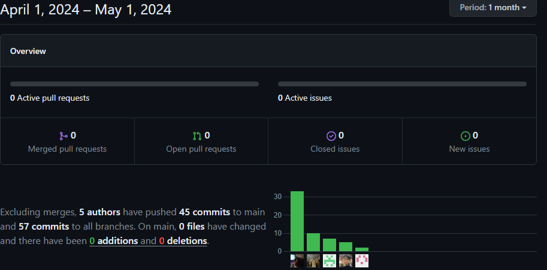 April 1, 2024 – May 1, 2024
Period: 1 month
Overview
0 Active pull requests
0 Active issues
0
Merged pull requests
0
Open pull requests
0
Closed issues
0
New issues
Excluding merges, 5 authors have pushed 45 commits to main
and 57 commits to all branches. On main, 0 files have changed
and there have been 0 additions and 0 deletions.
30
20
10
0